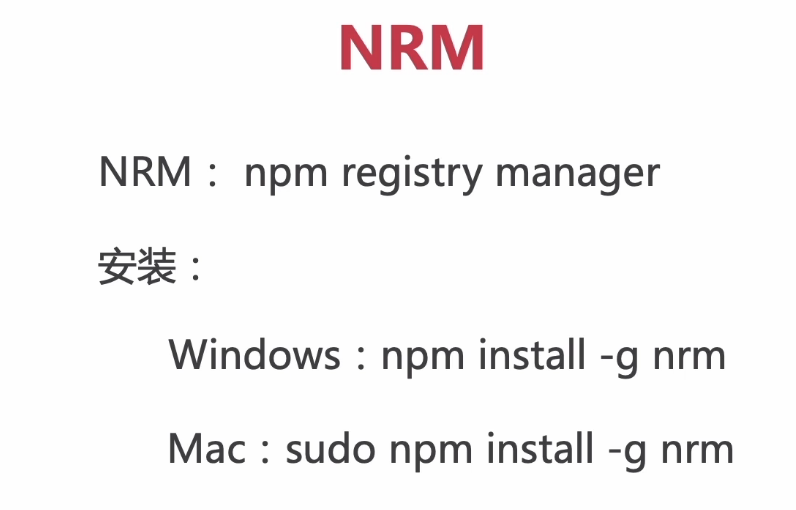 NRM
NRM： npm registry manager
安装：
Windows：npm install -g nrm
Mac：sudo npm install -g nrm